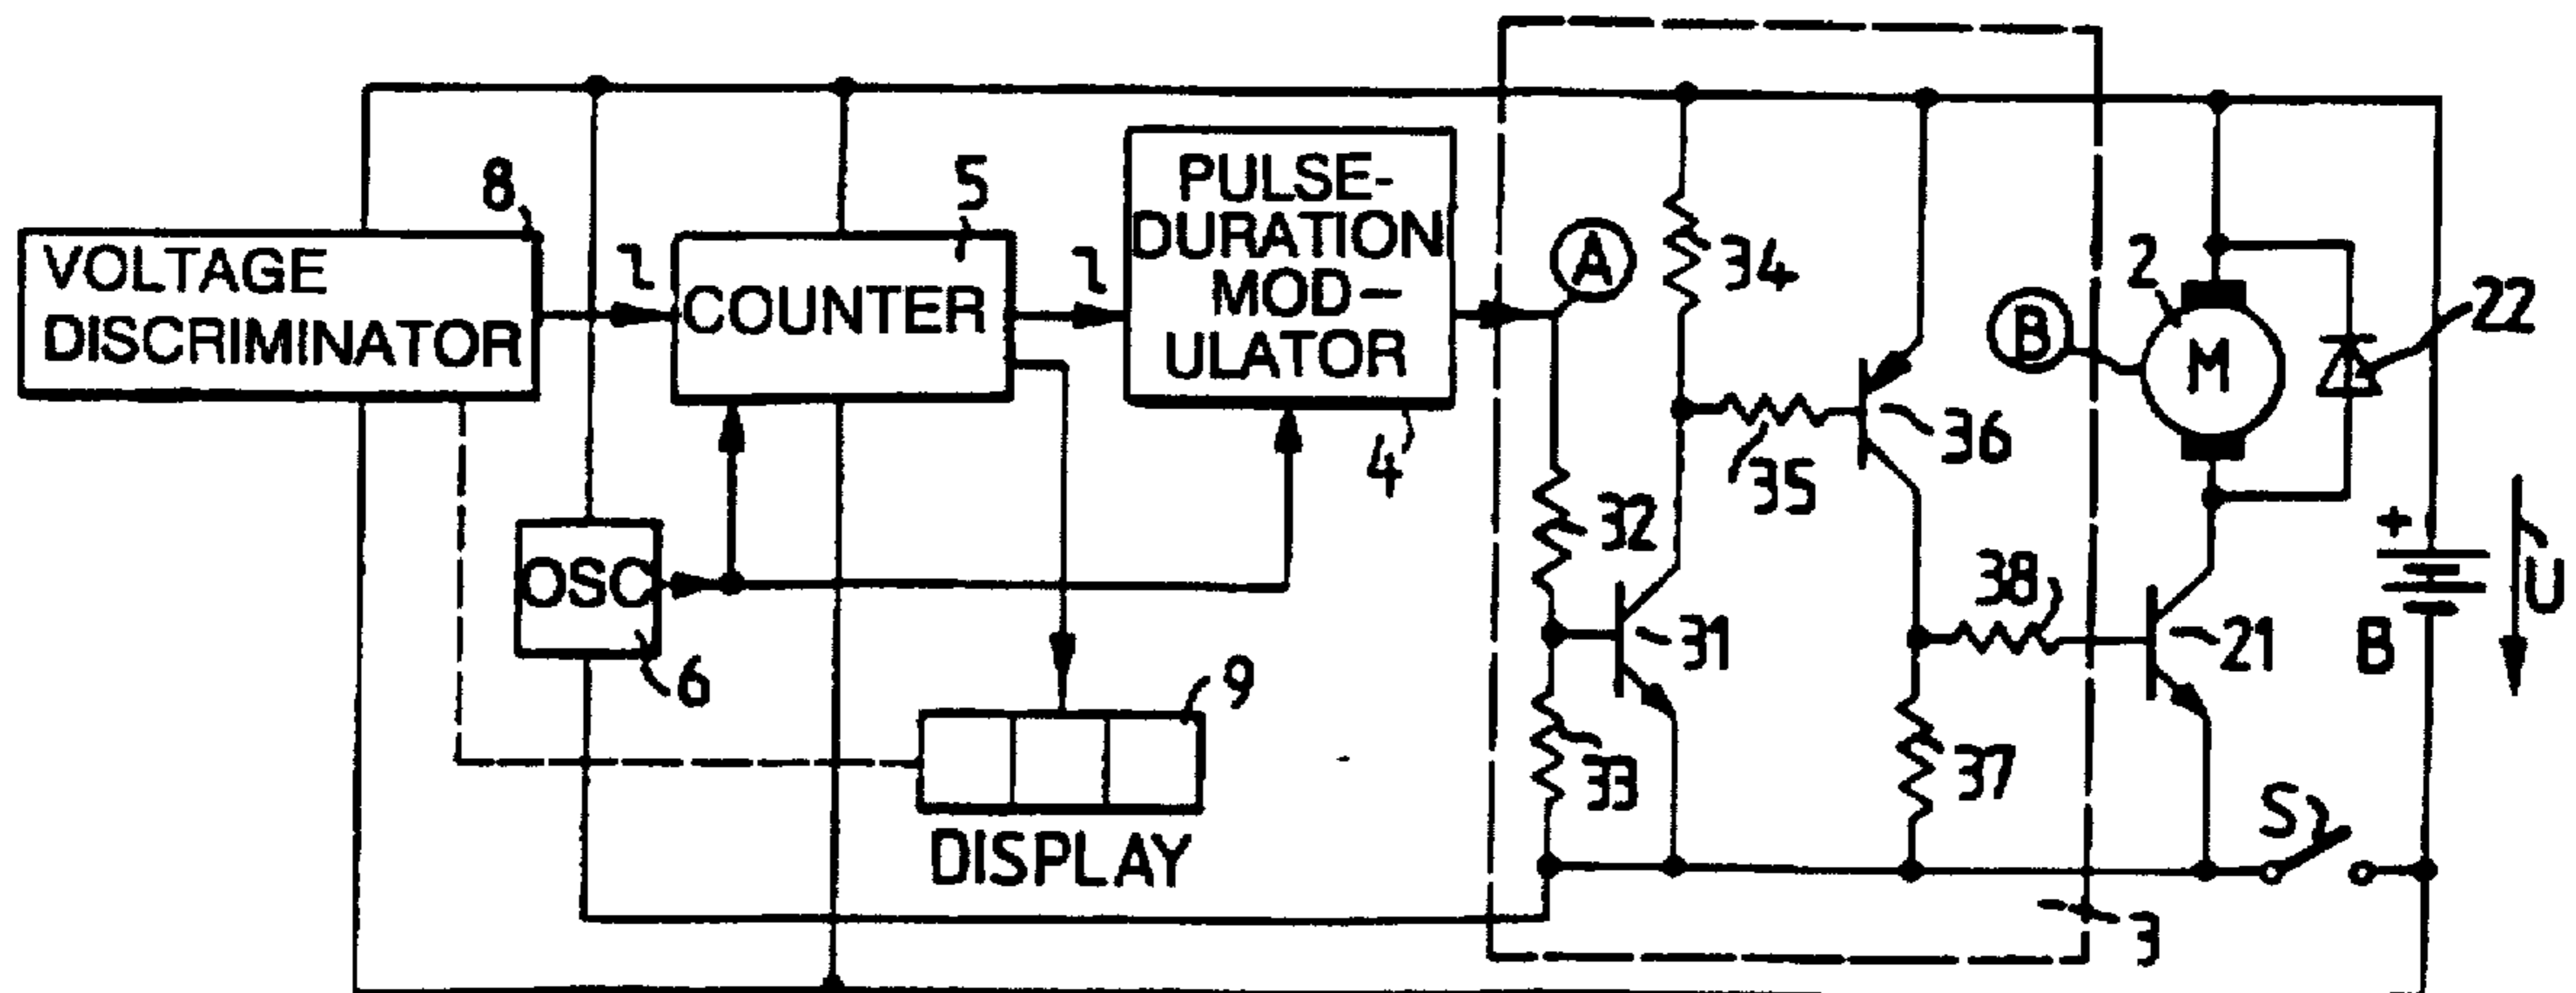 8
5
VOLTAGE
DISCRIMINATOR
COUNTER
PULSE-
DURATION
MOD-
ULATOR
4
A
34
36
35
32
31
33
37
38
B
2
M
22
21
+
B
U
S
3
OSC
6
9
DISPLAY